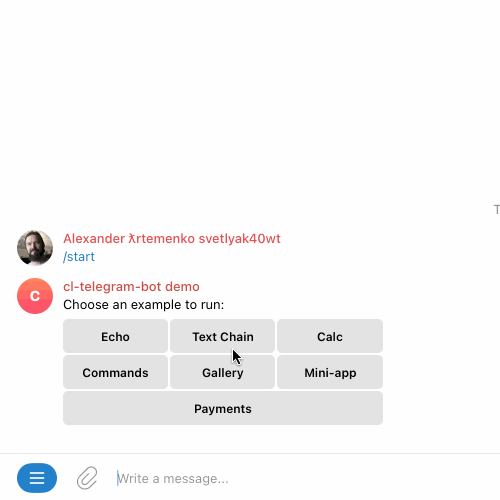 T
Alexander ƛrtemenko svetlyak40wt
/start
C
cl-telegram-bot demo
Choose an example to run:
Echo Text Chain Calc
Commands Gallery Mini-app
Payments
Write a message...